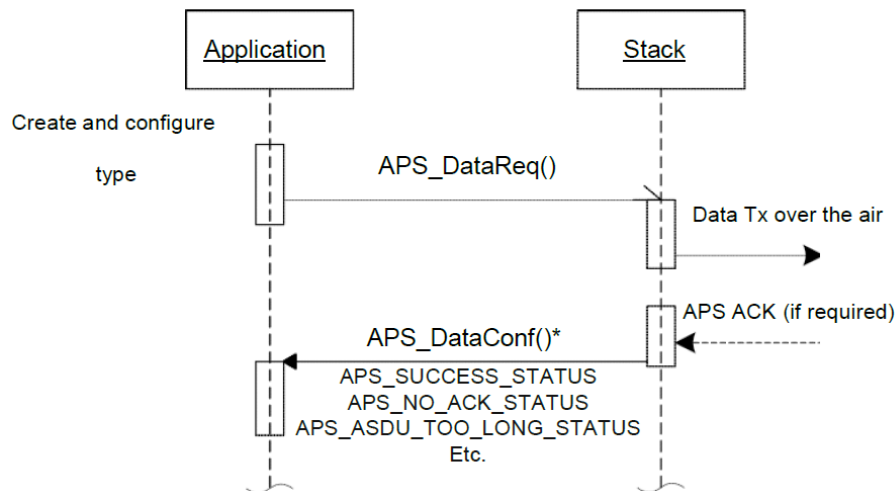 Application
Stack
Create and configure
type
APS_DataReq()
Data Tx over the air
APS ACK (if required)
APS_DataConf()*
APS_SUCCESS_STATUS
APS_NO_ACK_STATUS
APS_ASDU_TOO_LONG_STATUS
Etc.